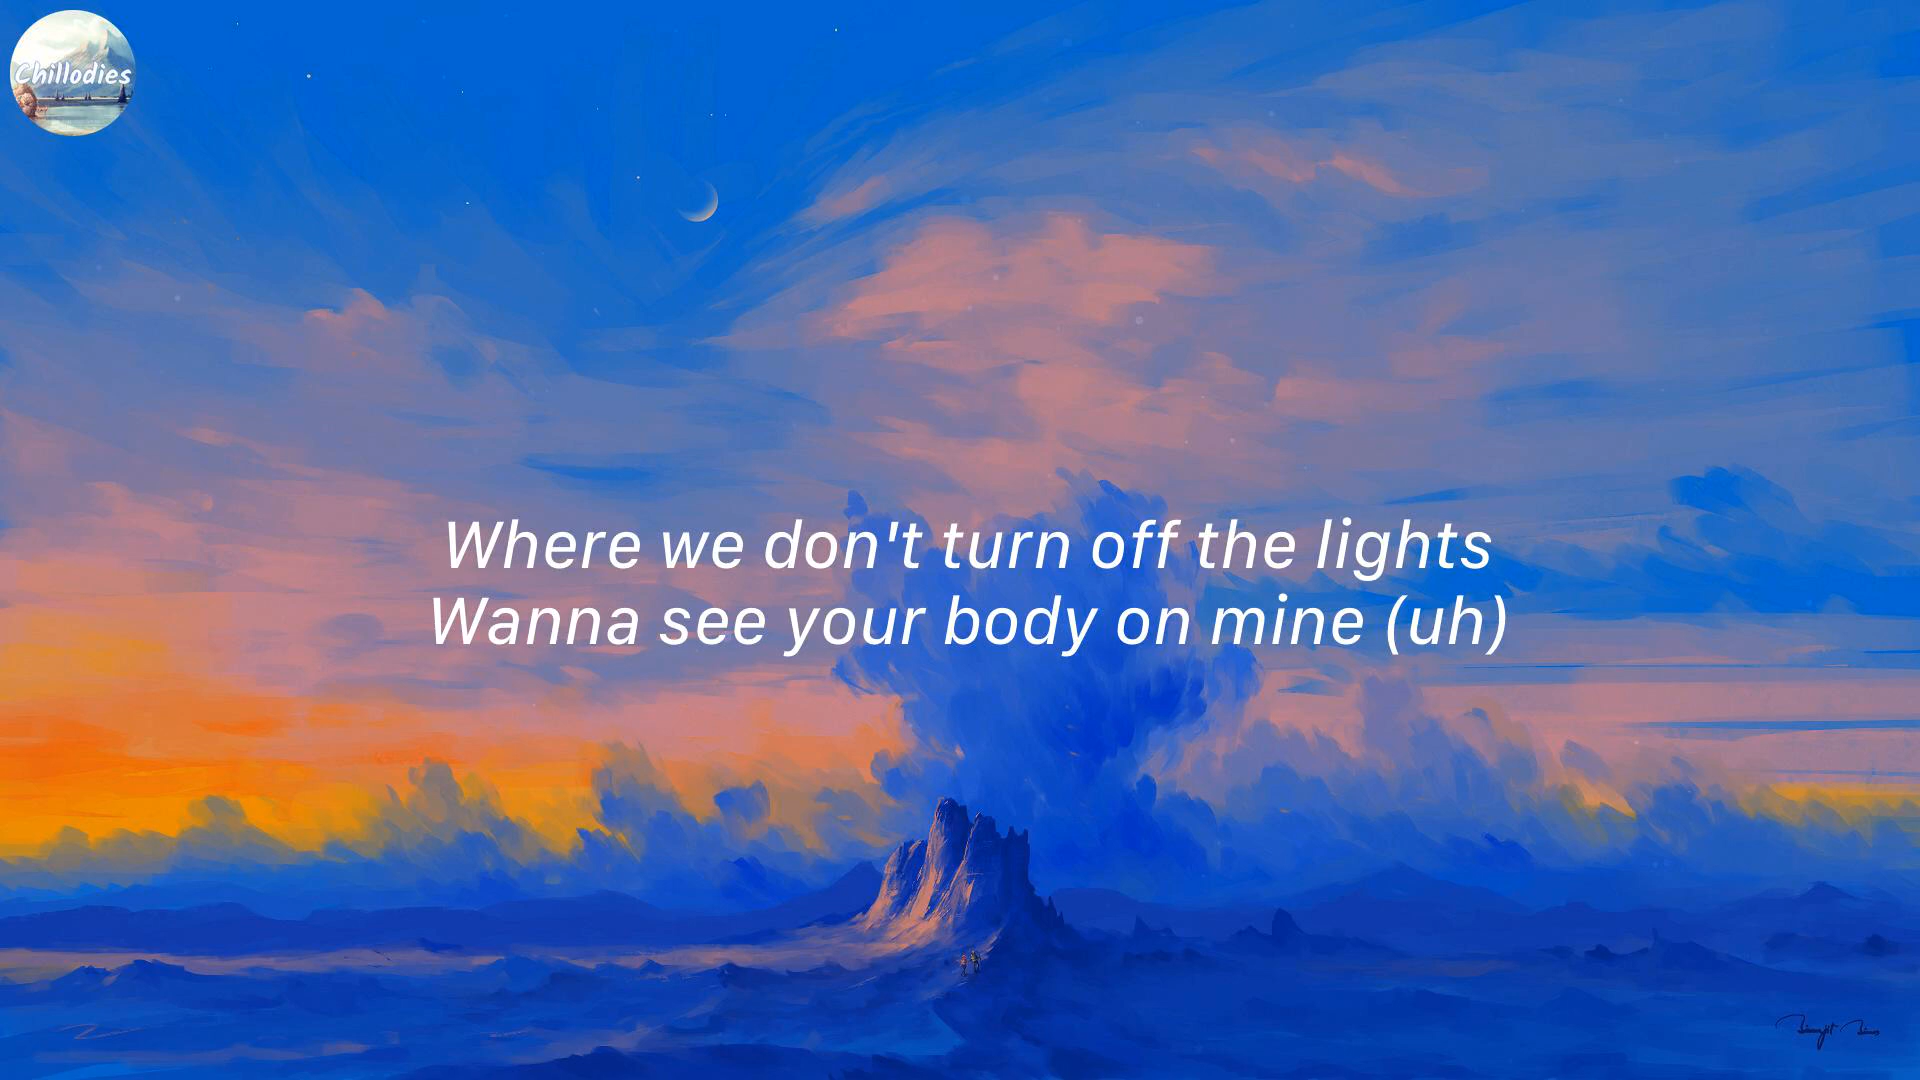 Chillodies
Where we don't turn off the lights
Wanna see your body on mine (uh)